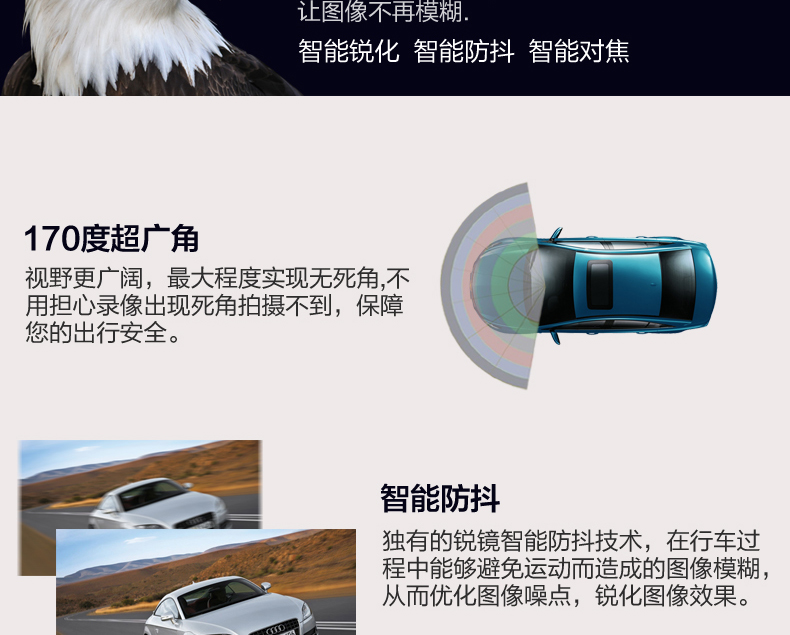 让图像不再模糊.
智能锐化 智能防抖 智能对焦
170度超广角
视野更广阔，最大程度实现无死角,不
用担心录像出现死角拍摄不到，保障
您的出行安全。
智能防抖
独有的锐镜智能防抖技术，在行车过
程中能够避免运动而造成的图像模糊，
从而优化图像噪点，锐化图像效果。